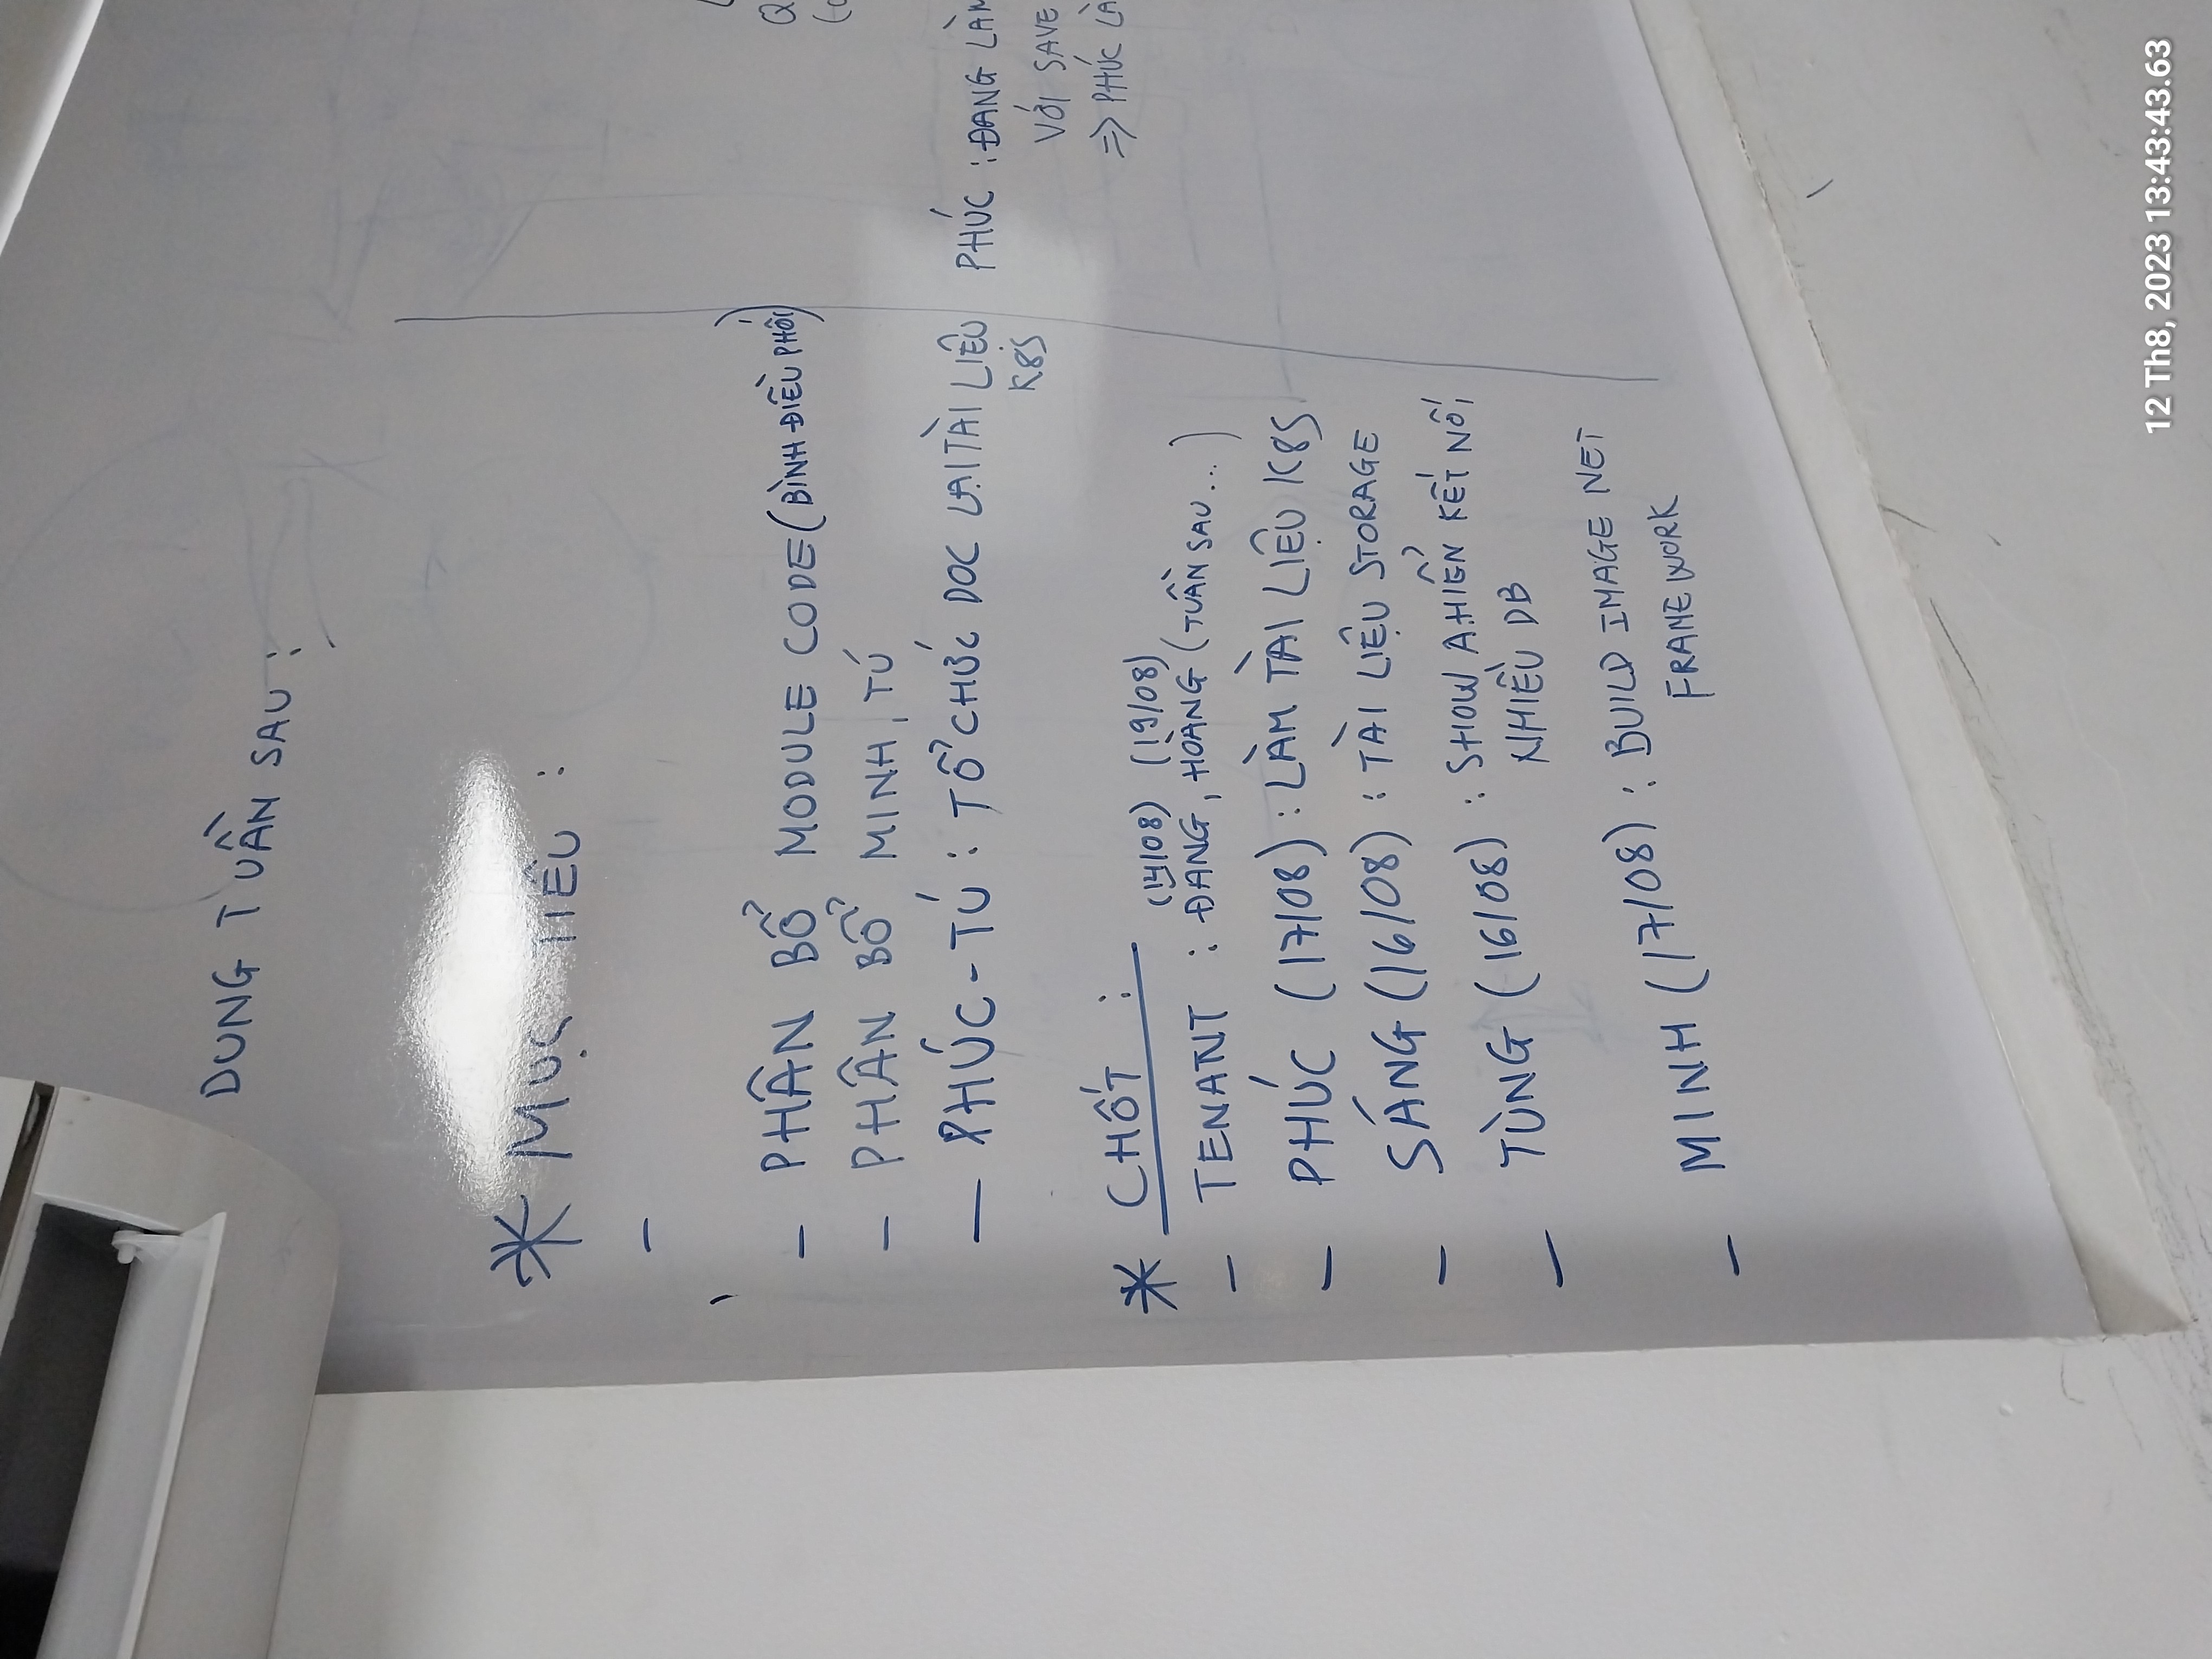 DUNG TUẦN SAU :
* MỤC TIÊU :
-
- PHÂN BỔ MODULE CODE (BÌNH ĐIỀU PHỐI)
- PHÂN BỔ MINH, TÚ
- PHÚC - TÚ : TỔ CHỨC DOC LẠI TÀI LIỆU
K8S
* CHỐT :
(14/08) (19/08)
- TENANT : ĐĂNG, HOÀNG (TUẦN SAU...)
- PHÚC (17/08) : LÀM TÀI LIỆU K8S
- SÁNG (16/08) : TÀI LIỆU STORAGE
- TÙNG (16/08) : SHOW A.HIỂN KẾT NỐI
NHIỀU DB
- MINH (17/08) : BUILD IMAGE NET
FRAMEWORK
Q
PHÚC : ĐANG LÀM
VỚI SAVE
=> PHÚC LÀ
12 Th8, 2023 13:43:43.63